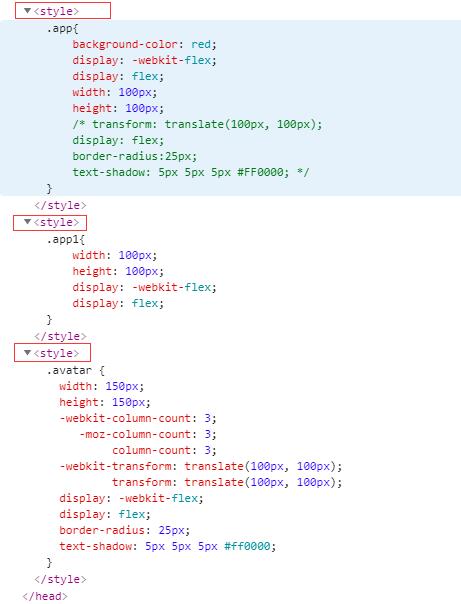 ▼<style>
.app{
background-color: red;
display: -webkit-flex;
display: flex;
width: 100px;
height: 100px;
/* transform: translate(100px, 100px);
display: flex;
border-radius:25px;
text-shadow: 5px 5px 5px #FF0000; */
}
</style>
▼<style>
.app1{
width: 100px;
height: 100px;
display: -webkit-flex;
display: flex;
}
</style>
▼<style>
.avatar {
width: 150px;
height: 150px;
-webkit-column-count: 3;
-moz-column-count: 3;
column-count: 3;
-webkit-transform: translate(100px, 100px);
transform: translate(100px, 100px);
display: -webkit-flex;
display: flex;
border-radius: 25px;
text-shadow: 5px 5px 5px #ff0000;
}
</style>
</head>